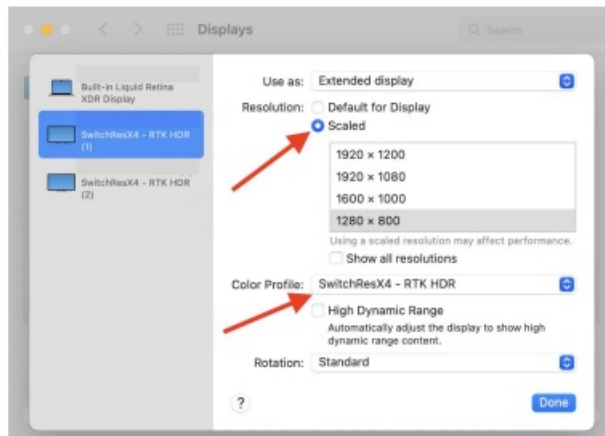 Displays
Search
Built-in Liquid Retina
XDR Display
SwitchResX4 - RTK HDR
(1)
SwitchResX4 - RTK HDR
(2)
Use as: Extended display
Resolution: Default for Display
Scaled
1920 × 1200
1920 × 1080
1600 × 1000
1280 × 800
Using a scaled resolution may affect performance.
Show all resolutions
Color Profile: SwitchResX4 - RTK HDR
High Dynamic Range
Automatically adjust the display to show high
dynamic range content.
Rotation: Standard
?
Done